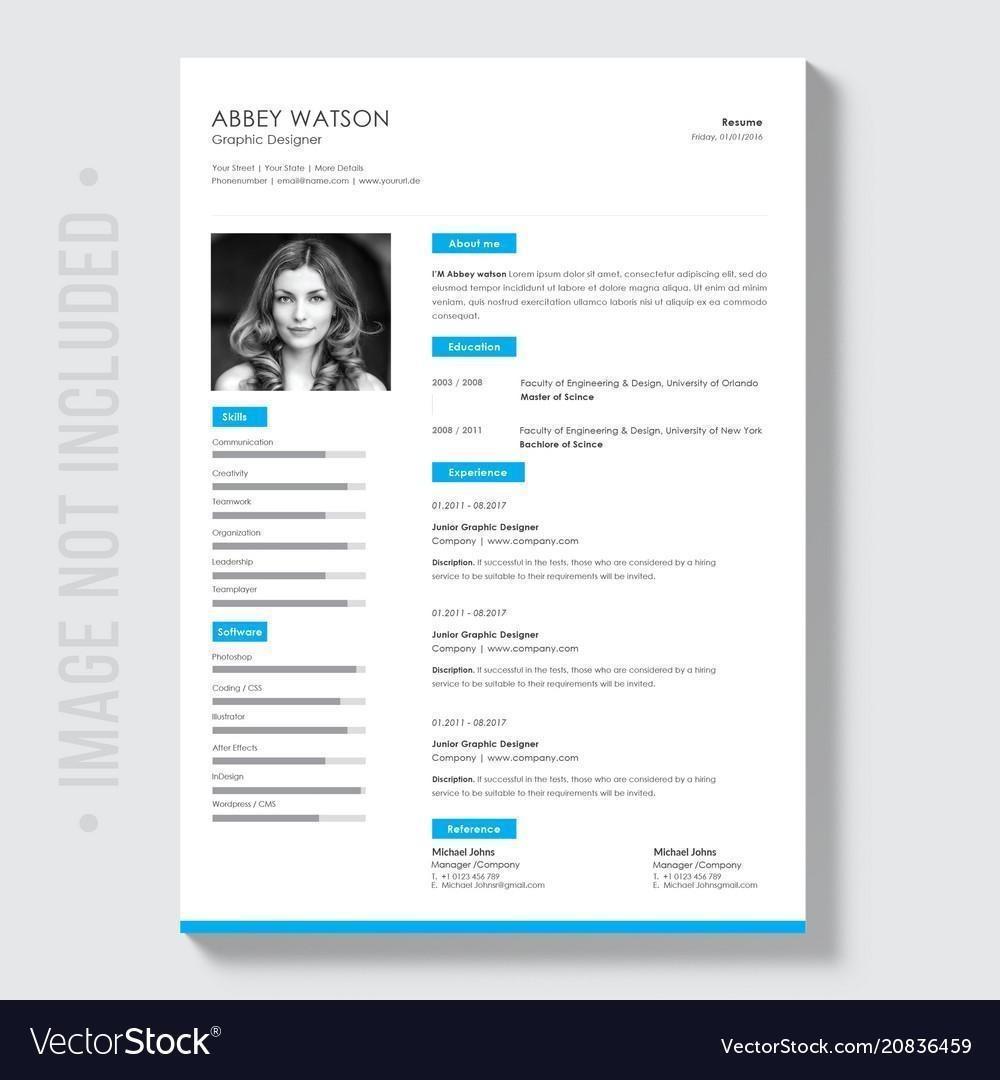 ABBEY WATSON
Graphic Designer
Your Street | Your State | More Details
Phonenumber | email@name.com | www.yoururl.de
Resume
Friday, 01/01/2016
• IMAGE NOT INCLUDED •
Skills
Communication
Creativity
Teamwork
Organization
Leadership
Teamplayer
Software
Photoshop
Coding / CSS
Illustrator
After Effects
InDesign
Wordpress / CMS
About me
I'M Abbey watson Lorem ipsum dolor sit amet, consectetur adipiscing elit, sed do
eiusmod tempor incididunt ut labore et dolore magna aliqua. Ut enim ad minim
veniam, quis nostrud exercitation ullamco laboris nisi ut aliquip ex ea commodo
consequat.
Education
2003 / 2008 Faculty of Engineering & Design, University of Orlando
Master of Scince
2008 / 2011 Faculty of Engineering & Design, University of New York
Bachlore of Scince
Experience
01.2011 - 08.2017
Junior Graphic Designer
Company | www.company.com
Discription. If successful in the tests, those who are considered by a hiring
service to be suitable to their requirements will be invited.
01.2011 - 08.2017
Junior Graphic Designer
Company | www.company.com
Discription. If successful in the tests, those who are considered by a hiring
service to be suitable to their requirements will be invited.
01.2011 - 08.2017
Junior Graphic Designer
Company | www.company.com
Discription. If successful in the tests, those who are considered by a hiring
service to be suitable to their requirements will be invited.
Reference
Michael Johns
Manager /Company
T. +1 0123 456 789
E. Michael Johnsr@gmail.com
Michael Johns
Manager /Company
T. +1 0123 456 789
E. Michael Johnsgmail.com
VectorStock®
VectorStock.com/20836459